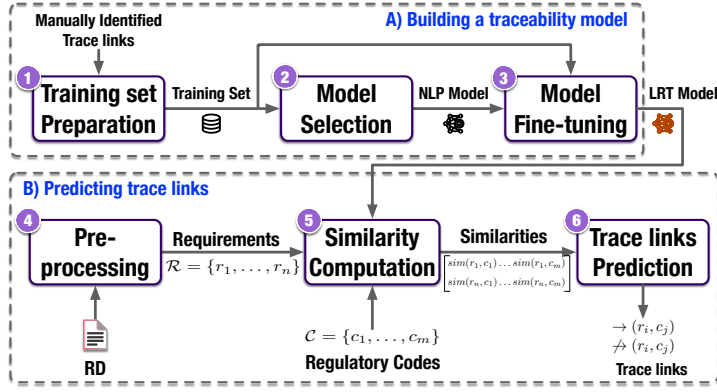 A) Building a traceability model
Manually Identified
Trace links
1
Training set
Preparation
Training Set
2
Model
Selection
NLP Model
3
Model
Fine-tuning
LRT Model
B) Predicting trace links
4
Pre-
processing
Requirements
R = {r₁, . . . , rₙ}
5
Similarity
Computation
Similarities
[sim(r₁, c₁) . . . sim(r₁, cₘ)
sim(rₙ, c₁) . . . sim(rₙ, cₘ)]
6
Trace links
Prediction
RD
C = {c₁, . . . , cₘ}
Regulatory Codes
→ (rᵢ, cⱼ)
↛ (rᵢ, cⱼ)
Trace links